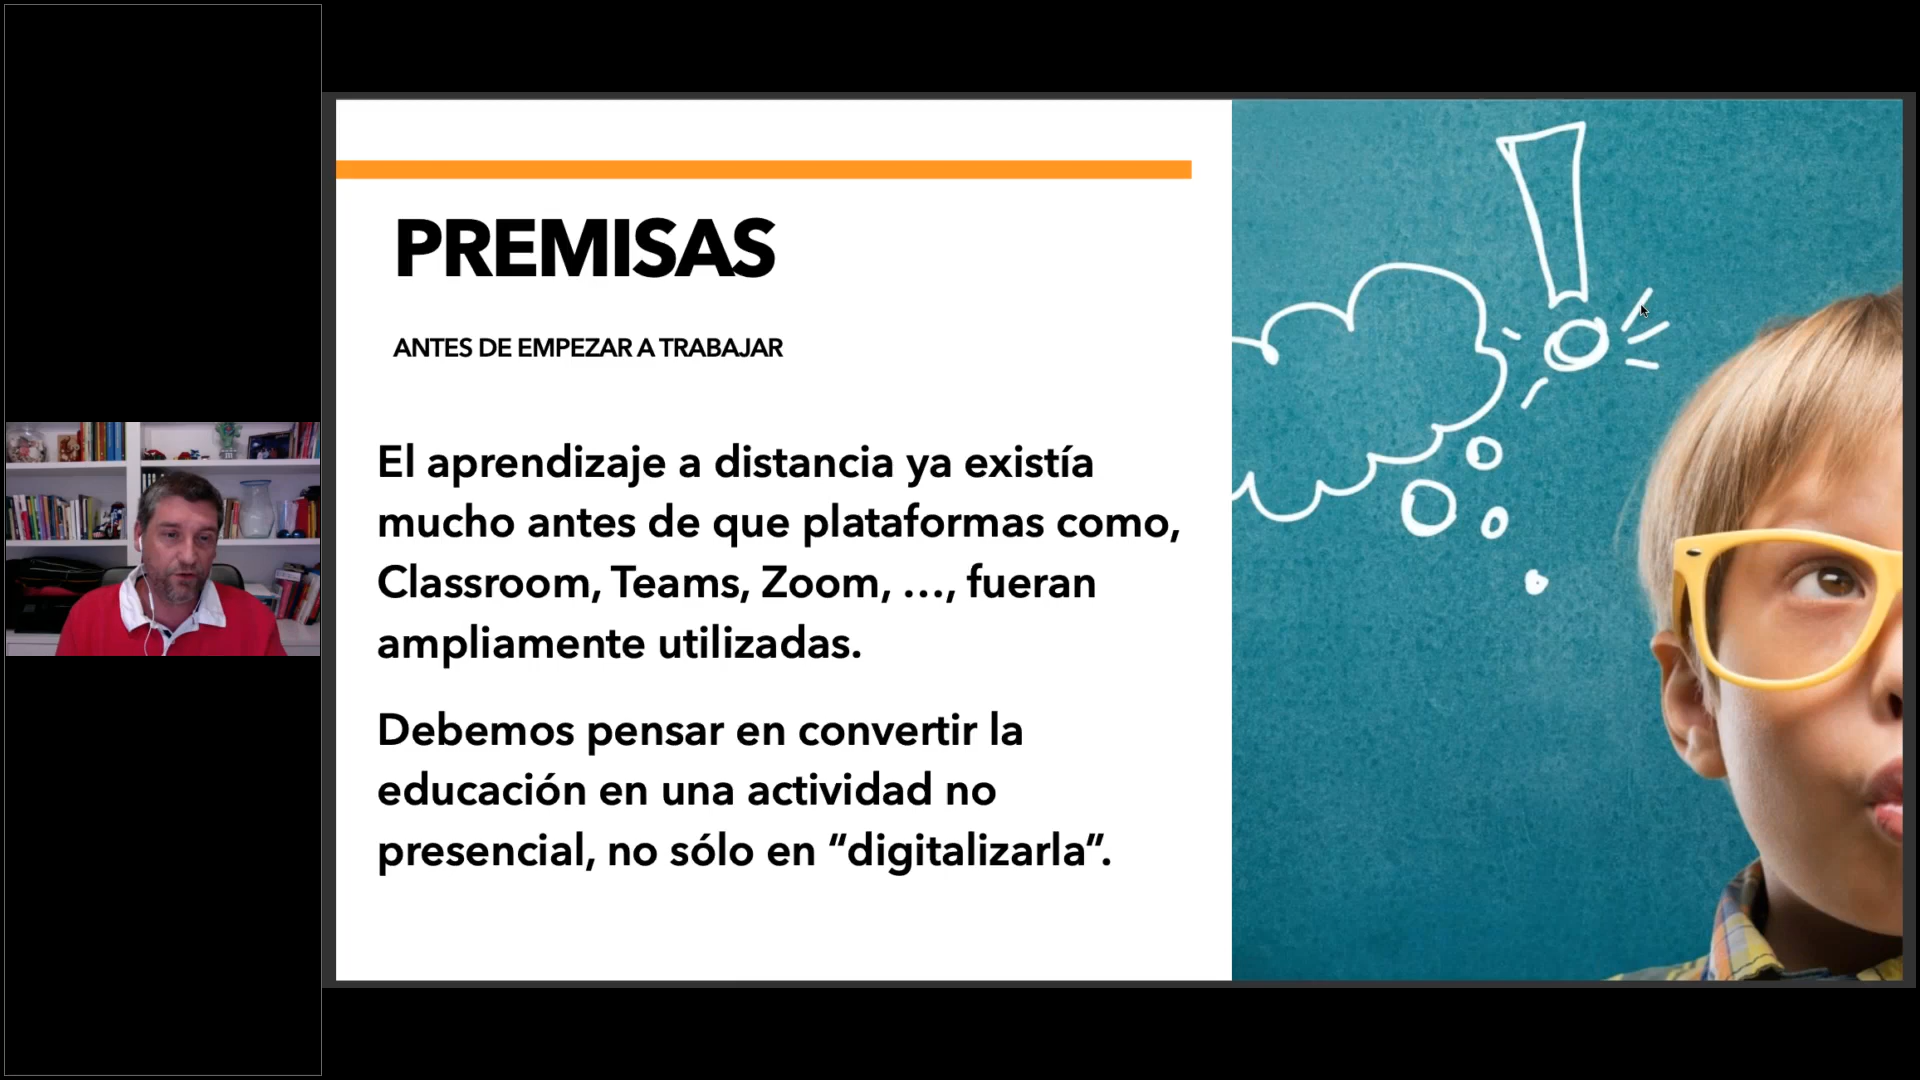 PREMISAS
ANTES DE EMPEZAR A TRABAJAR
El aprendizaje a distancia ya existía
mucho antes de que plataformas como,
Classroom, Teams, Zoom, …, fueran
ampliamente utilizadas.
Debemos pensar en convertir la
educación en una actividad no
presencial, no sólo en “digitalizarla”.